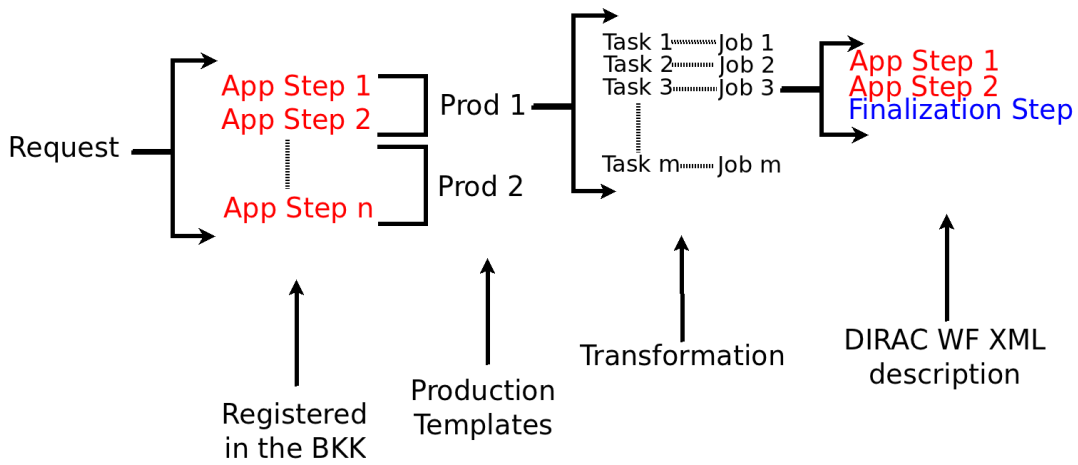 Request
App Step 1
App Step 2
App Step n
Prod 1
Prod 2
Task 1 Job 1
Task 2 Job 2
Task 3 Job 3
Task m Job m
App Step 1
App Step 2
Finalization Step
Registered
in the BKK
Production
Templates
Transformation
DIRAC WF XML
description